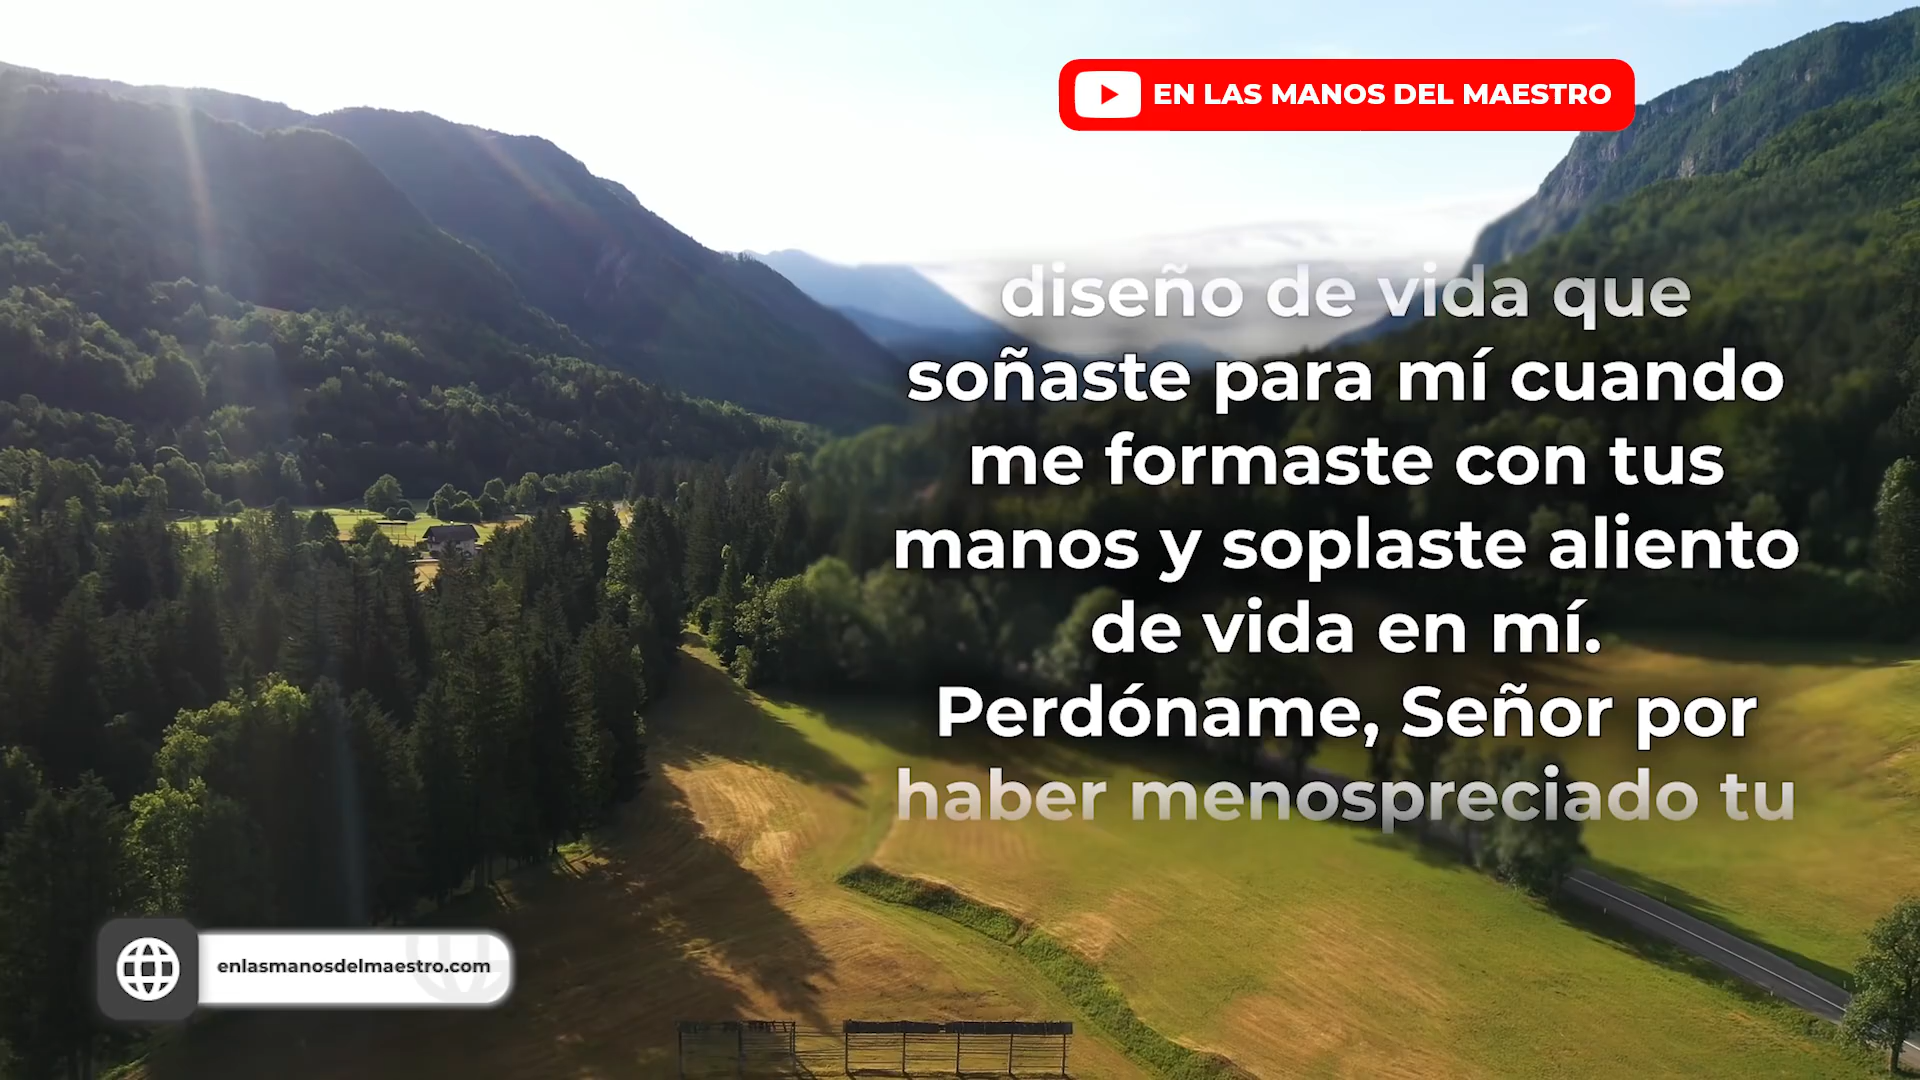 EN LAS MANOS DEL MAESTRO
diseño de vida que
soñaste para mí cuando
me formaste con tus
manos y soplaste aliento
de vida en mí.
Perdóname, Señor por
haber menospreciado tu
enlasmanosdelmaestro.com